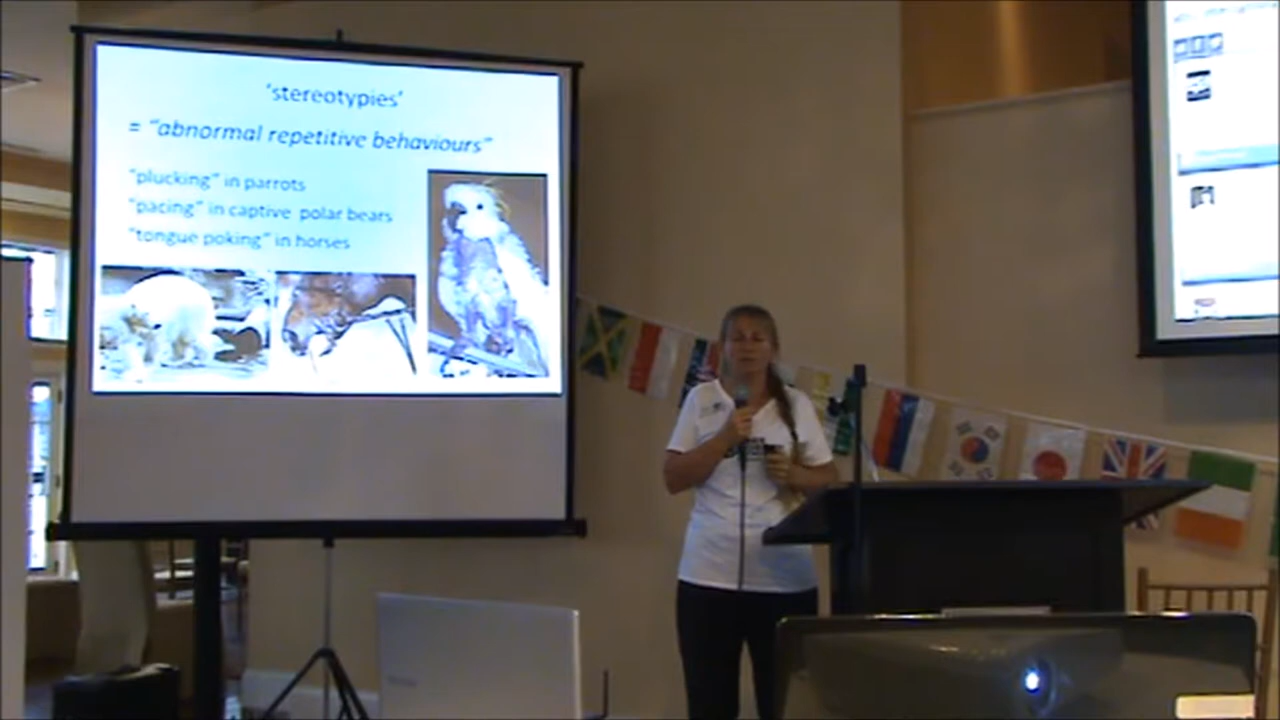 'stereotypies'
= "abnormal repetitive behaviours"
"plucking" in parrots
"pacing" in captive polar bears
"tongue poking" in horses